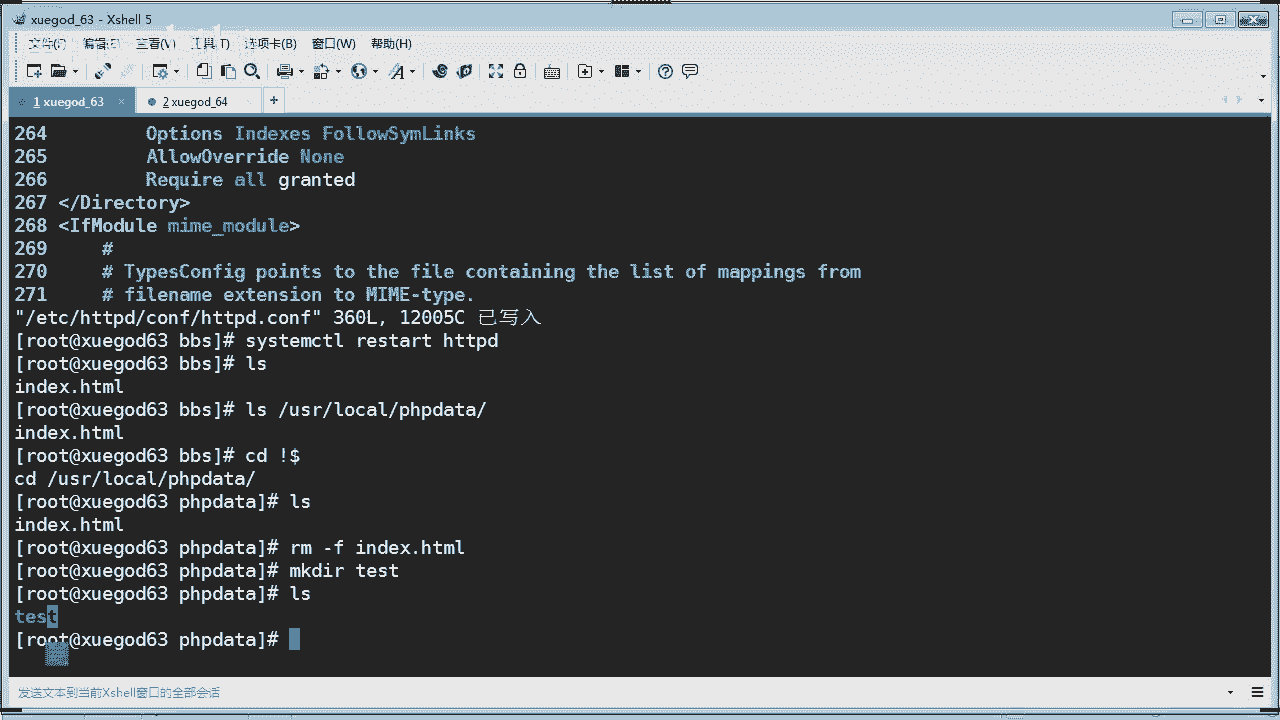 xuegod_63 - Xshell 5
文件(F) 编辑(E) 查看(V) 工具(T) 选项卡(B) 窗口(W) 帮助(H)
1 xuegod_63 × 2 xuegod_64 +
264         Options Indexes FollowSymLinks
265         AllowOverride None
266         Require all granted
267 </Directory>
268 <IfModule mime_module>
269     #
270     # TypesConfig points to the file containing the list of mappings from
271     # filename extension to MIME-type.
"/etc/httpd/conf/httpd.conf" 360L, 12005C 已写入
[root@xuegod63 bbs]# systemctl restart httpd
[root@xuegod63 bbs]# ls
index.html
[root@xuegod63 bbs]# ls /usr/local/phpdata/
index.html
[root@xuegod63 bbs]# cd !$
cd /usr/local/phpdata/
[root@xuegod63 phpdata]# ls
index.html
[root@xuegod63 phpdata]# rm -f index.html
[root@xuegod63 phpdata]# mkdir test
[root@xuegod63 phpdata]# ls
test
[root@xuegod63 phpdata]#
发送文本到当前Xshell窗口的全部会话